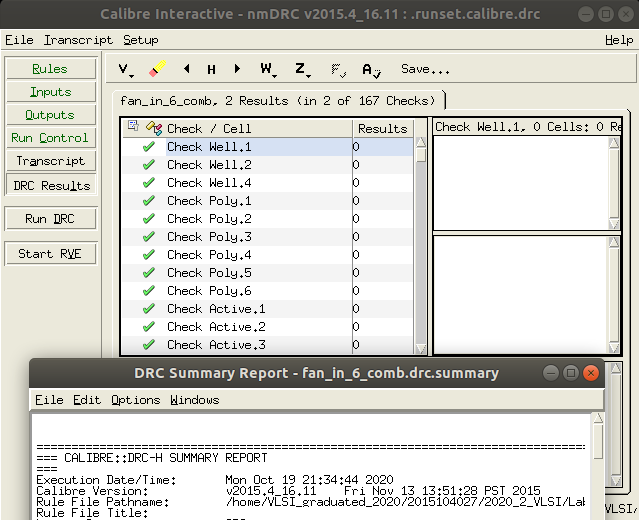 Calibre Interactive - nmDRC v2015.4_16.11 : .runset.calibre.drc
File Transcript Setup Help
Rules
Inputs
Outputs
Run Control
Transcript
DRC Results
Run DRC
Start RVE
V H W Z F A Save...
fan_in_6_comb, 2 Results (in 2 of 167 Checks)
Check / Cell Results
Check Well.1 0
Check Well.2 0
Check Well.4 0
Check Poly.1 0
Check Poly.2 0
Check Poly.3 0
Check Poly.4 0
Check Poly.5 0
Check Poly.6 0
Check Active.1 0
Check Active.2 0
Check Active.3 0
Check Well.1, 0 Cells: 0 Re
DRC Summary Report - fan_in_6_comb.drc.summary
File Edit Options Windows
=== CALIBRE::DRC-H SUMMARY REPORT
===
Execution Date/Time: Mon Oct 19 21:34:44 2020
Calibre Version: v2015.4_16.11 Fri Nov 13 13:51:28 PST 2015
Rule File Pathname: /home/VLSI_graduated_2020/2015104027/2020_2_VLSI/Lab
Rule File Title:
VLSI/